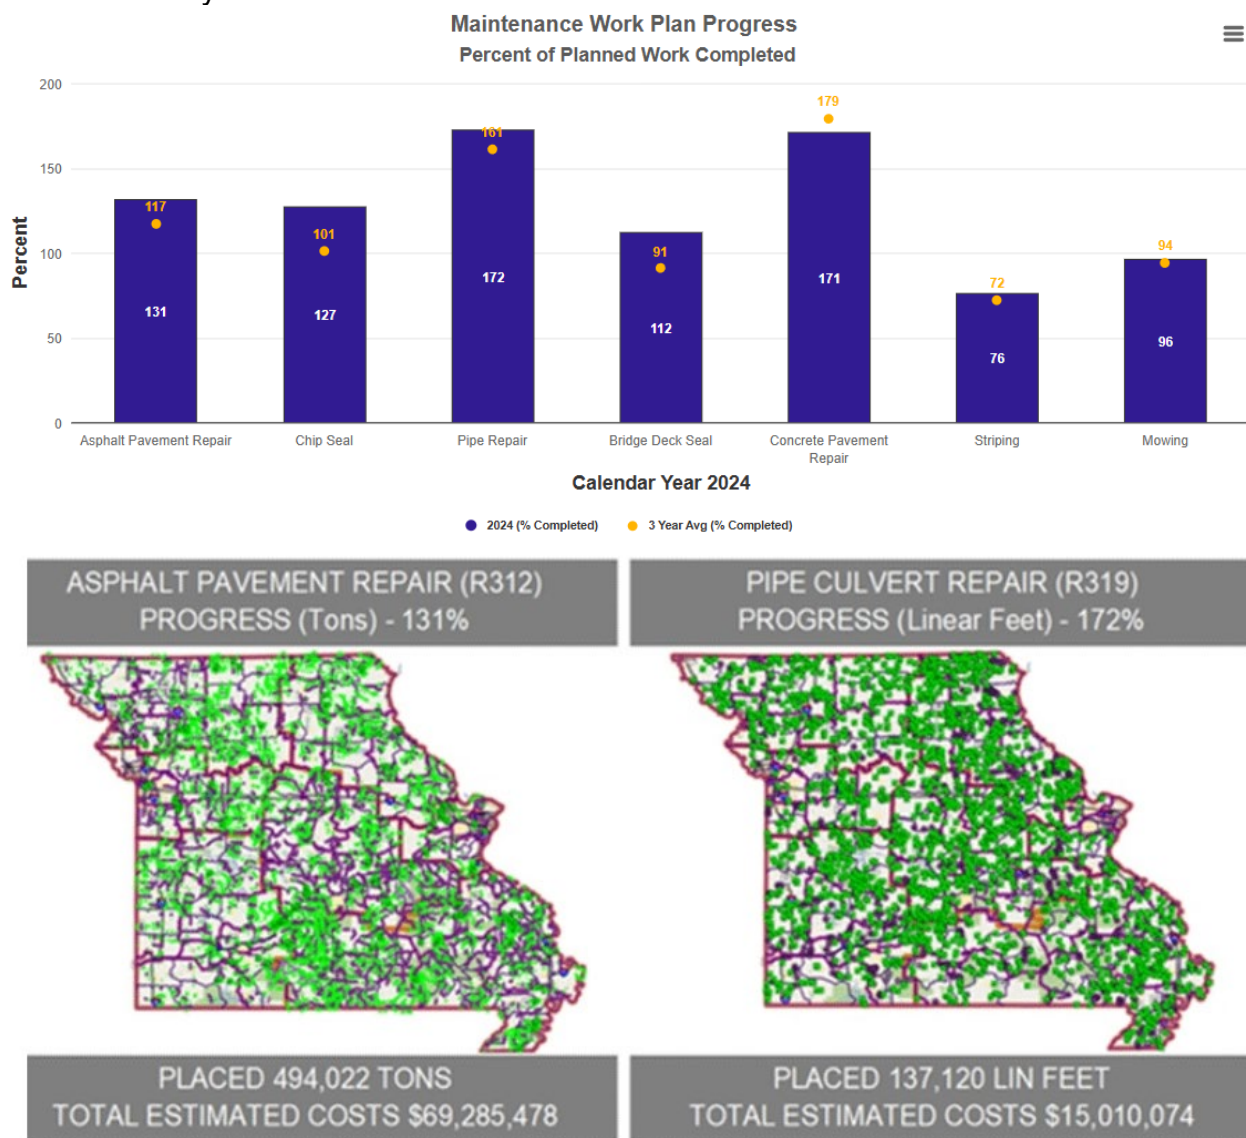 Maintenance Work Plan Progress
Percent of Planned Work Completed
Percent
200
150
100
50
0
117
131
101
127
161
172
91
112
179
171
72
76
94
96
Asphalt Pavement Repair
Chip Seal
Pipe Repair
Bridge Deck Seal
Concrete Pavement
Repair
Striping
Mowing
Calendar Year 2024
2024 (% Completed)
3 Year Avg (% Completed)
ASPHALT PAVEMENT REPAIR (R312)
PROGRESS (Tons) - 131%
PIPE CULVERT REPAIR (R319)
PROGRESS (Linear Feet) - 172%
PLACED 494,022 TONS
TOTAL ESTIMATED COSTS $69,285,478
PLACED 137,120 LIN FEET
TOTAL ESTIMATED COSTS $15,010,074